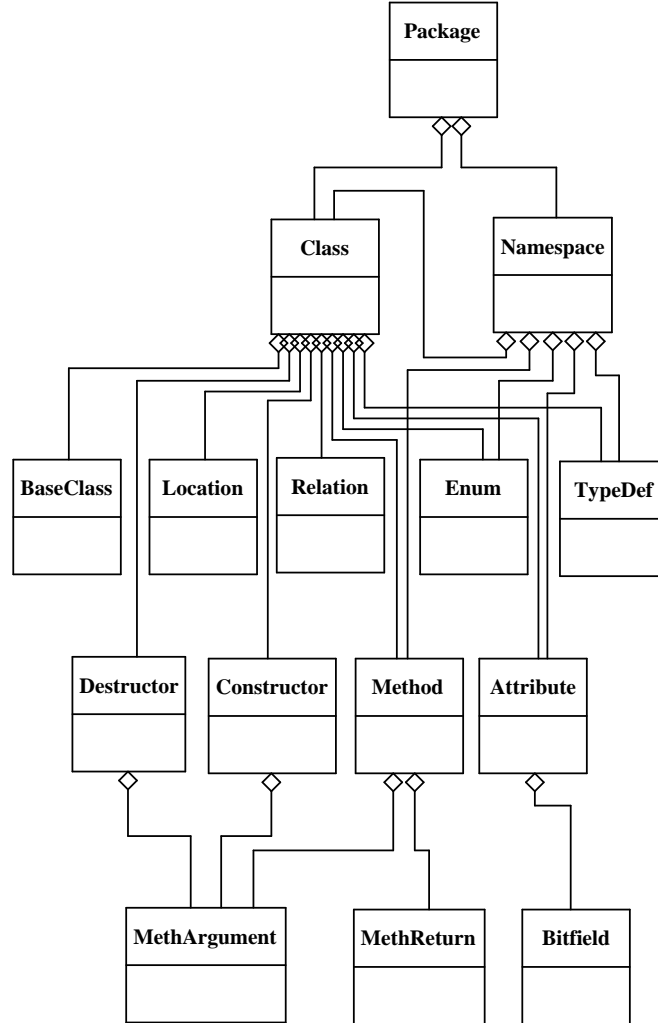 Package
Class
Namespace
BaseClass
Location
Relation
Enum
TypeDef
Destructor
Constructor
Method
Attribute
MethArgument
MethReturn
Bitfield